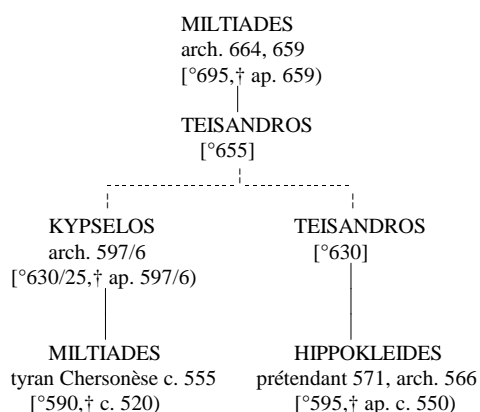 MILTIADES
arch. 664, 659
[°695,† ap. 659)
TEISANDROS
[°655]
KYPSELOS
arch. 597/6
[°630/25,† ap. 597/6)
TEISANDROS
[°630]
MILTIADES
tyran Chersonèse c. 555
[°590,† c. 520)
HIPPOKLEIDES
prétendant 571, arch. 566
[°595,† ap. c. 550)